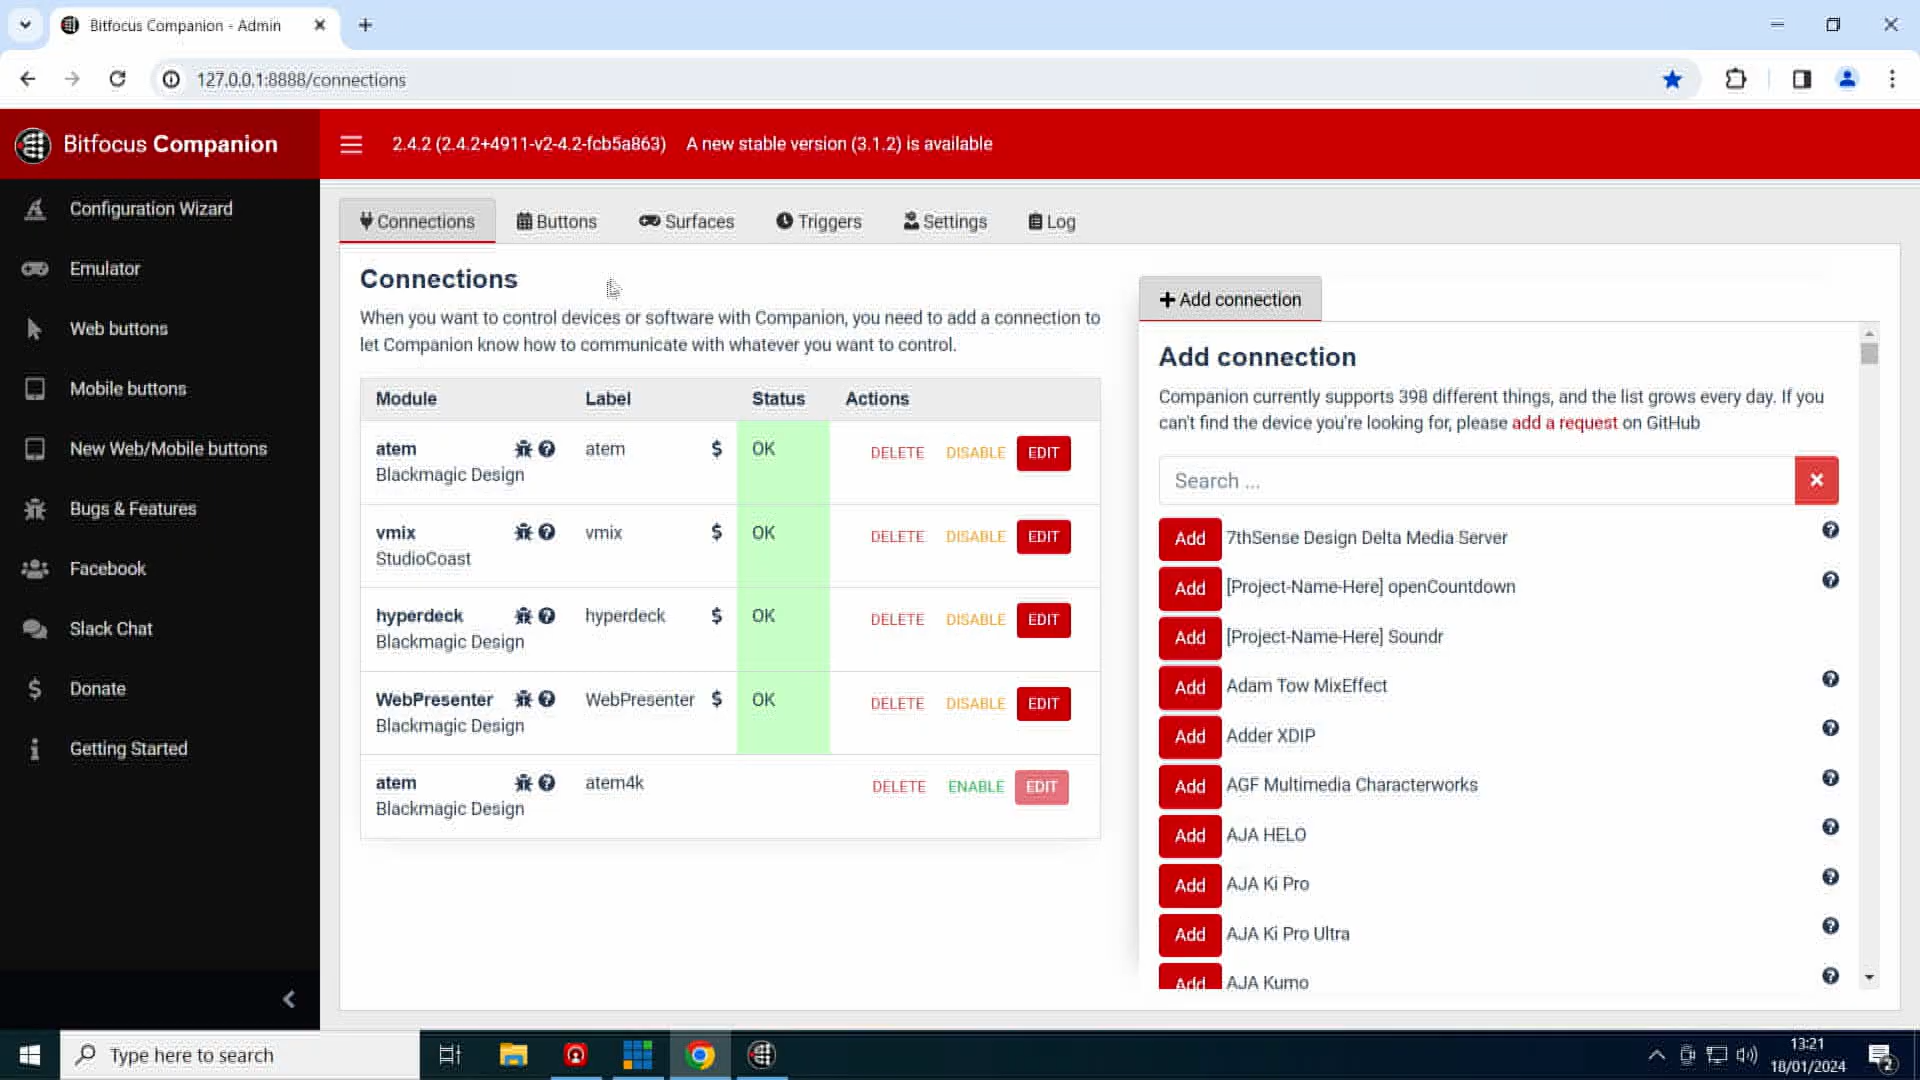 Bitfocus Companion - Admin
127.0.0.1:8888/connections
Bitfocus Companion
2.4.2 (2.4.2+4911-v2-4.2-fcb5a863) A new stable version (3.1.2) is available
Configuration Wizard
Emulator
Web buttons
Mobile buttons
New Web/Mobile buttons
Bugs & Features
Facebook
Slack Chat
Donate
Getting Started
Connections Buttons Surfaces Triggers Settings Log
Connections
When you want to control devices or software with Companion, you need to add a connection to
let Companion know how to communicate with whatever you want to control.
Module Label Status Actions
atem atem $ OK DELETE DISABLE EDIT
Blackmagic Design
vmix vmix $ OK DELETE DISABLE EDIT
StudioCoast
hyperdeck hyperdeck $ OK DELETE DISABLE EDIT
Blackmagic Design
WebPresenter WebPresenter $ OK DELETE DISABLE EDIT
Blackmagic Design
atem atem4k DELETE ENABLE EDIT
Blackmagic Design
Add connection
Add connection
Companion currently supports 398 different things, and the list grows every day. If you
can't find the device you're looking for, please add a request on GitHub
Search ...
Add 7thSense Design Delta Media Server
Add [Project-Name-Here] openCountdown
Add [Project-Name-Here] Soundr
Add Adam Tow MixEffect
Add Adder XDIP
Add AGF Multimedia Characterworks
Add AJA HELO
Add AJA Ki Pro
Add AJA Ki Pro Ultra
Add AJA Kumo
Type here to search
13:21
18/01/2024
2